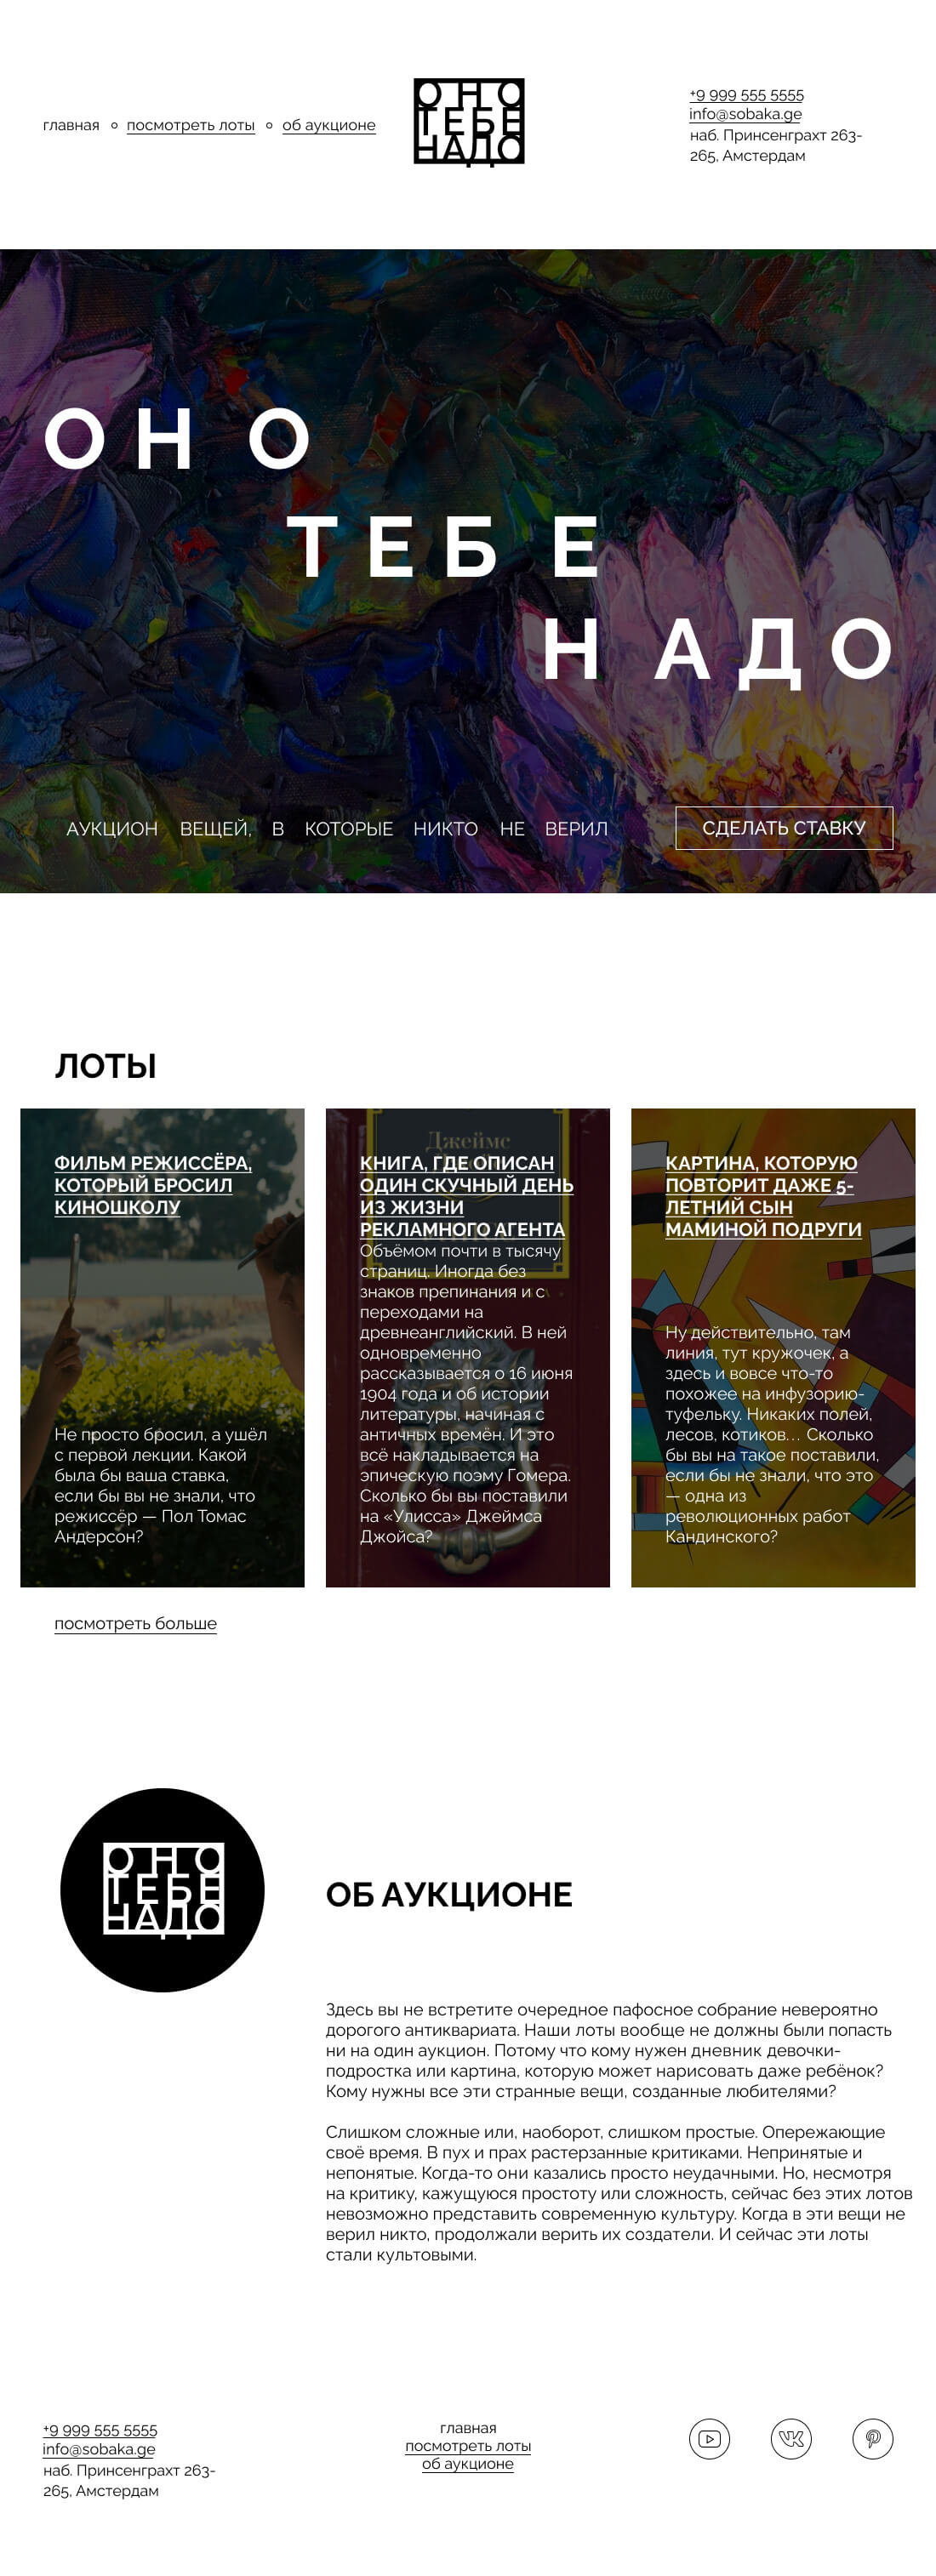 главная
посмотреть лоты
об аукционе
ОНО
ТЕБЕ
НАДО
+9 999 555 5555
info@sobaka.ge
наб. Принсенграхт 263-
265, Амстердам
ОНО
ТЕБЕ
НАДО
АУКЦИОН ВЕЩЕЙ, В КОТОРЫЕ НИКТО НЕ ВЕРИЛ
СДЕЛАТЬ СТАВКУ
ЛОТЫ
ФИЛЬМ РЕЖИССЁРА,
КОТОРЫЙ БРОСИЛ
КИНОШКОЛУ
Не просто бросил, а ушёл
с первой лекции. Какой
была бы ваша ставка,
если бы вы не знали, что
режиссёр — Пол Томас
Андерсон?
Джеймс
КНИГА, ГДЕ ОПИСАН
ОДИН СКУЧНЫЙ ДЕНЬ
ИЗ ЖИЗНИ
РЕКЛАМНОГО АГЕНТА
Объёмом почти в тысячу
страниц. Иногда без
знаков препинания и с
переходами на
древнеанглийский. В ней
одновременно
рассказывается о 16 июня
1904 года и об истории
литературы, начиная с
античных времён. И это
всё накладывается на
эпическую поэму Гомера.
Сколько бы вы поставили
на «Улисса» Джеймса
Джойса?
КАРТИНА, КОТОРУЮ
ПОВТОРИТ ДАЖЕ 5-
ЛЕТНИЙ СЫН
МАМИНОЙ ПОДРУГИ
Ну действительно, там
линия, тут кружочек, а
здесь и вовсе что-то
похожее на инфузорию-
туфельку. Никаких полей,
лесов, котиков… Сколько
бы вы на такое поставили,
если бы не знали, что это
— одна из
революционных работ
Кандинского?
посмотреть больше
ОНО
ТЕБЕ
НАДО
ОБ АУКЦИОНЕ
Здесь вы не встретите очередное пафосное собрание невероятно
дорогого антиквариата. Наши лоты вообще не должны были попасть
ни на один аукцион. Потому что кому нужен дневник девочки-
подростка или картина, которую может нарисовать даже ребёнок?
Кому нужны все эти странные вещи, созданные любителями?
Слишком сложные или, наоборот, слишком простые. Опережающие
своё время. В пух и прах растерзанные критиками. Непринятые и
непонятые. Когда-то они казались просто неудачными. Но, несмотря
на критику, кажущуюся простоту или сложность, сейчас без этих лотов
невозможно представить современную культуру. Когда в эти вещи не
верил никто, продолжали верить их создатели. И сейчас эти лоты
стали культовыми.
+9 999 555 5555
info@sobaka.ge
наб. Принсенграхт 263-
265, Амстердам
главная
посмотреть лоты
об аукционе